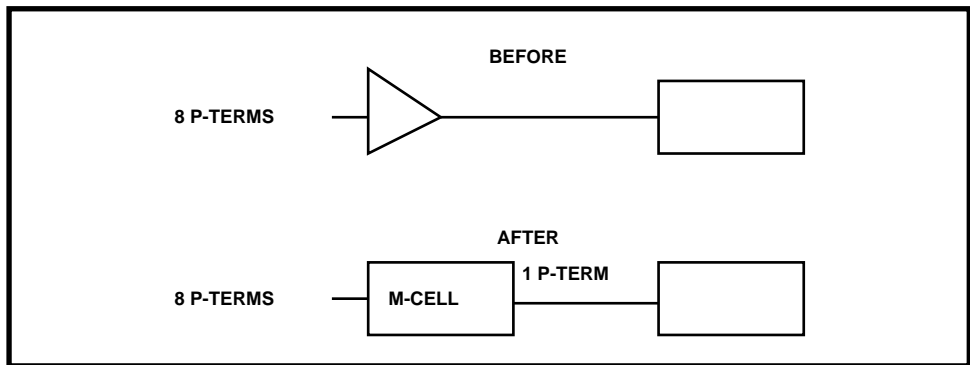 BEFORE
8 P-TERMS
AFTER
1 P-TERM
8 P-TERMS
M-CELL